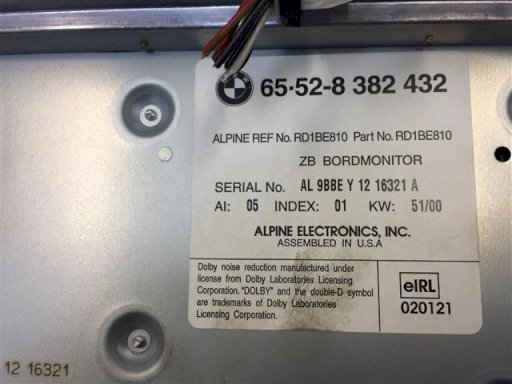 65-52-8 382 432
ALPINE REF No. RD1BE810 Part No. RD1BE810
ZB BORDMONITOR
SERIAL No. AL 9BBE Y 12 16321 A
AI: 05 INDEX: 01 KW: 51/00
ALPINE ELECTRONICS, INC.
ASSEMBLED IN U.S.A
Dolby noise reduction manufactured under
license from Dolby Laboratories Licensing
Corporation. "DOLBY" and the double-D symbol
are trademarks of Dolby Laboratories
Licensing Corporation.
eIRL
020121
12 16321